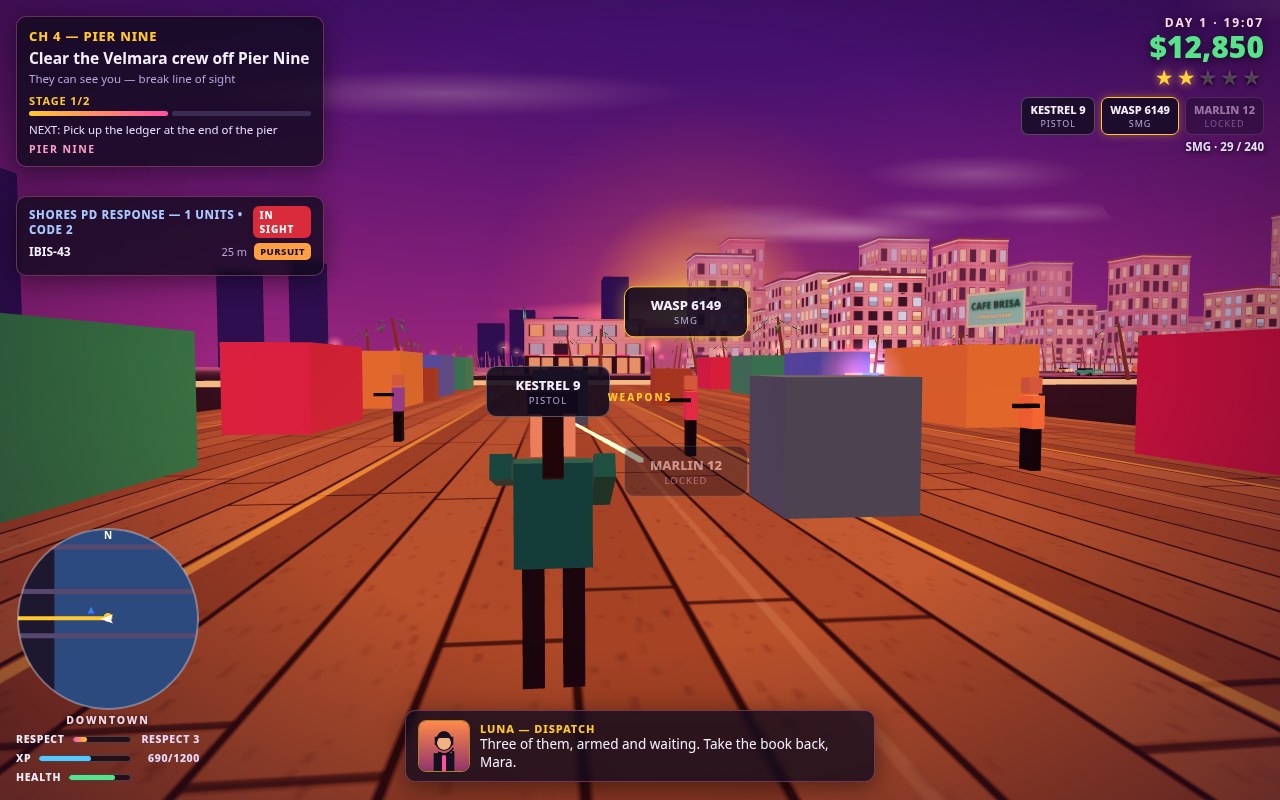 CH 4 — PIER NINE
Clear the Velmara crew off Pier Nine
They can see you — break line of sight
STAGE 1/2
NEXT: Pick up the ledger at the end of the pier
PIER NINE
SHORES PD RESPONSE — 1 UNITS •
CODE 2
IN
SIGHT
IBIS-43
25 m
PURSUIT
DAY 1 · 19:07
$12,850
KESTREL 9
PISTOL
WASP 6149
SMG
MARLIN 12
LOCKED
SMG · 29 / 240
CAFE BRISA
WASP 6149
SMG
KESTREL 9
PISTOL
WEAPONS
MARLIN 12
LOCKED
N
DOWNTOWN
RESPECT
RESPECT 3
XP
690/1200
HEALTH
LUNA — DISPATCH
Three of them, armed and waiting. Take the book back,
Mara.